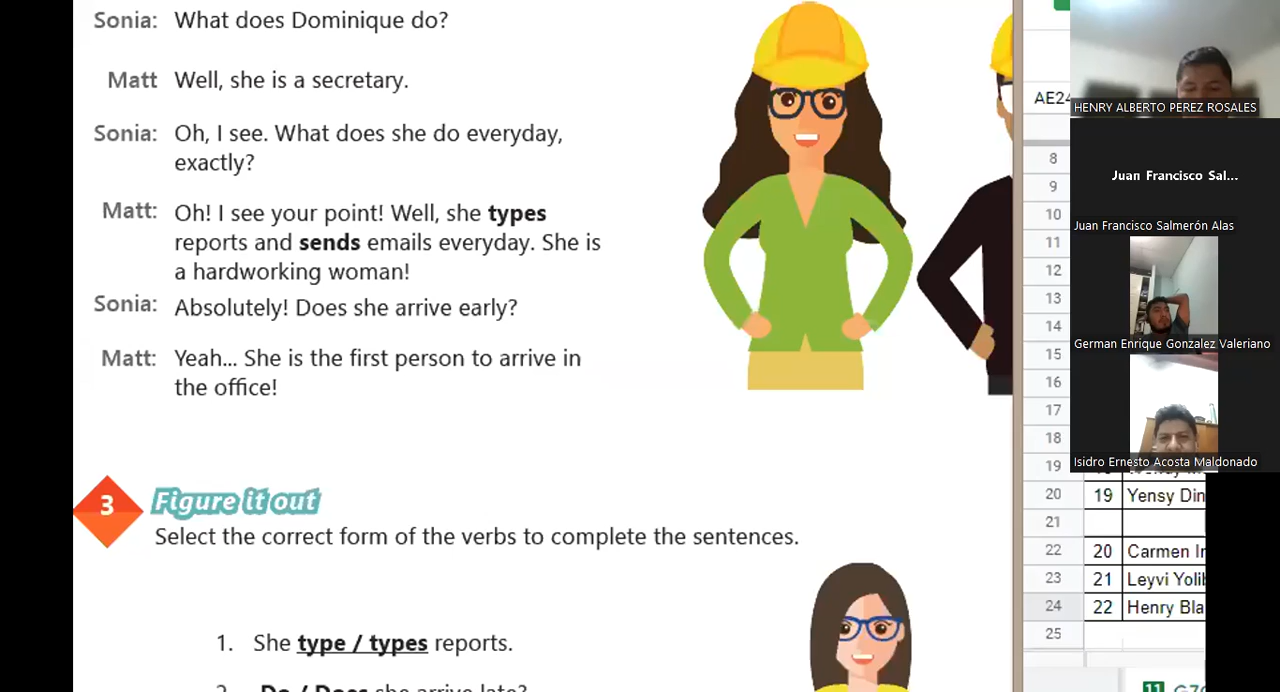 Sonia: What does Dominique do?
Matt Well, she is a secretary.
Sonia: Oh, I see. What does she do everyday,
exactly?
Matt: Oh! I see your point! Well, she types
reports and sends emails everyday. She is
a hardworking woman!
Sonia: Absolutely! Does she arrive early?
Matt: Yeah... She is the first person to arrive in
the office!
3 Figure it out
Select the correct form of the verbs to complete the sentences.
1. She type / types reports.
2. Do / Does she arrive late?
AE24
8
9
10
11
12
13
14
15
16
17
18
19
20 19 Yensy Din
21
22 20 Carmen
23 21 Leyvi
24 22 Henry Bla
25
HENRY ALBERTO PEREZ ROSALES
Juan Francisco Sal...
Juan Francisco Salmerón Alas
German Enrique Gonzalez Valeriano
Isidro Ernesto Acosta Maldonado